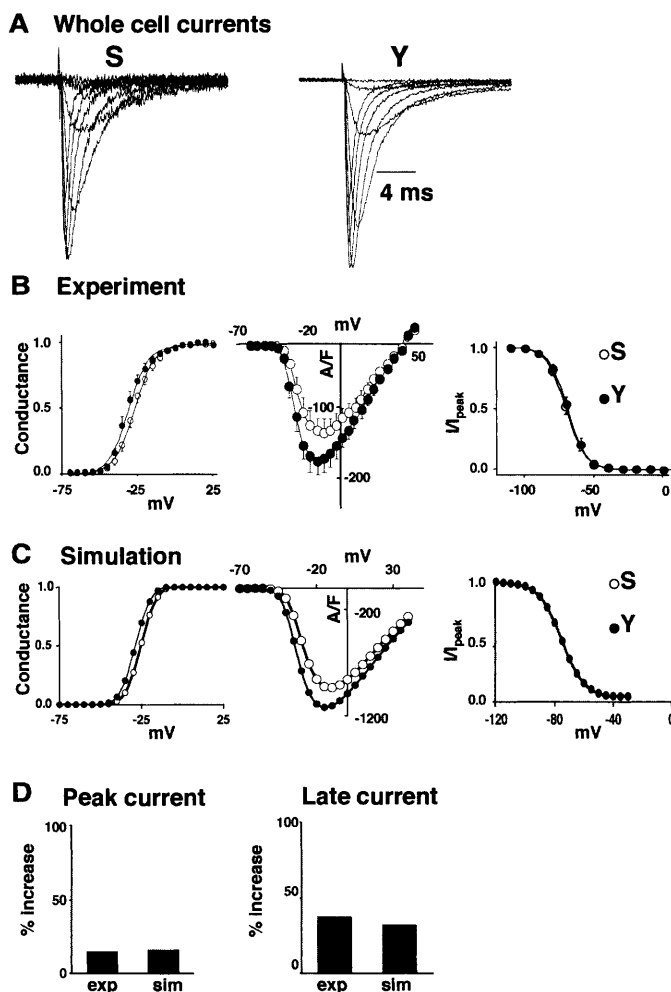 A Whole cell currents
S
Y
4 ms
B Experiment
Conductance
1.0
0.5
0.0
-75
-25
25
mV
mV
-70
-20
50
A/F
-100
-200
I/Ipeak
1.0
0.5
0.0
-100
-50
0
mV
S
Y
C Simulation
Conductance
1.0
0.5
0.0
-75
-25
25
mV
mV
-70
-20
30
A/F
-200
-1200
I/Ipeak
1.0
0.5
0.0
-120
-80
-40
0
mV
S
Y
D Peak current
% increase
100
50
0
exp
sim
Late current
% increase
100
50
0
exp
sim